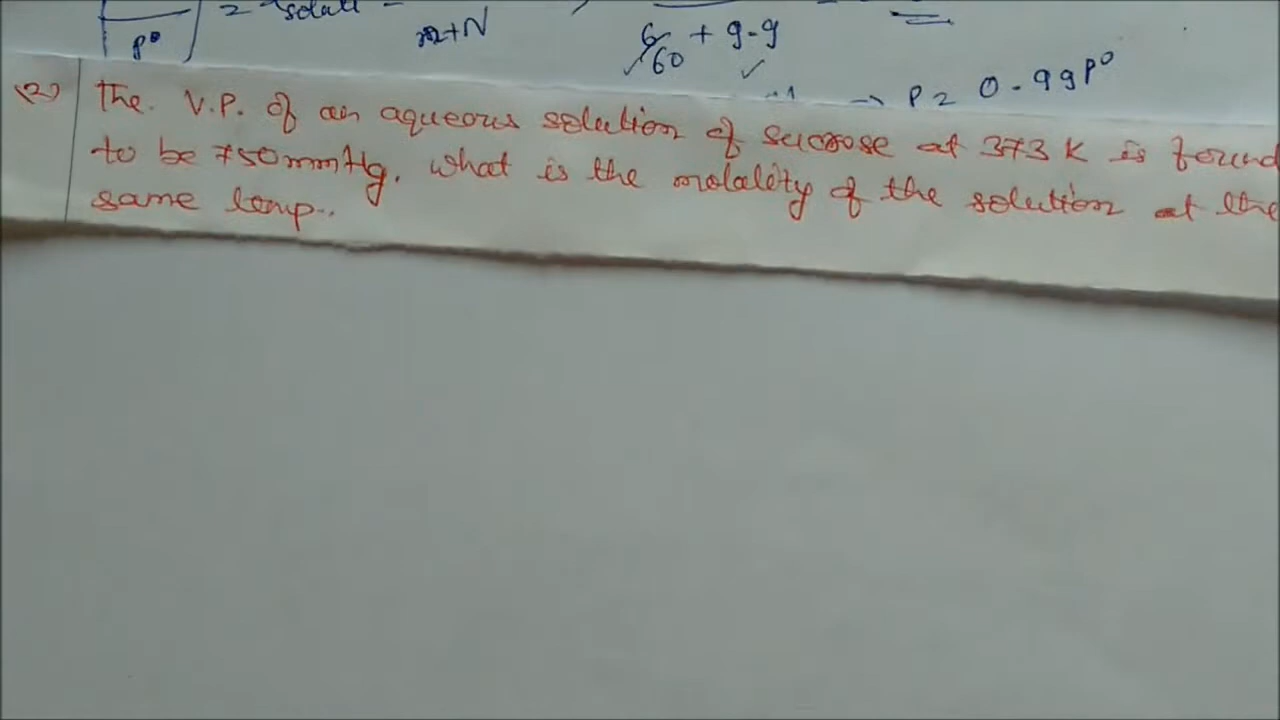 P° = Solute
n+N
6/60 + 9.9
→ P = 0.99P°
(2) The. V.P. of an aqueous solution of sucrose at 373 K is found
to be 750mmHg. What is the molality of the solution at the
same temp..